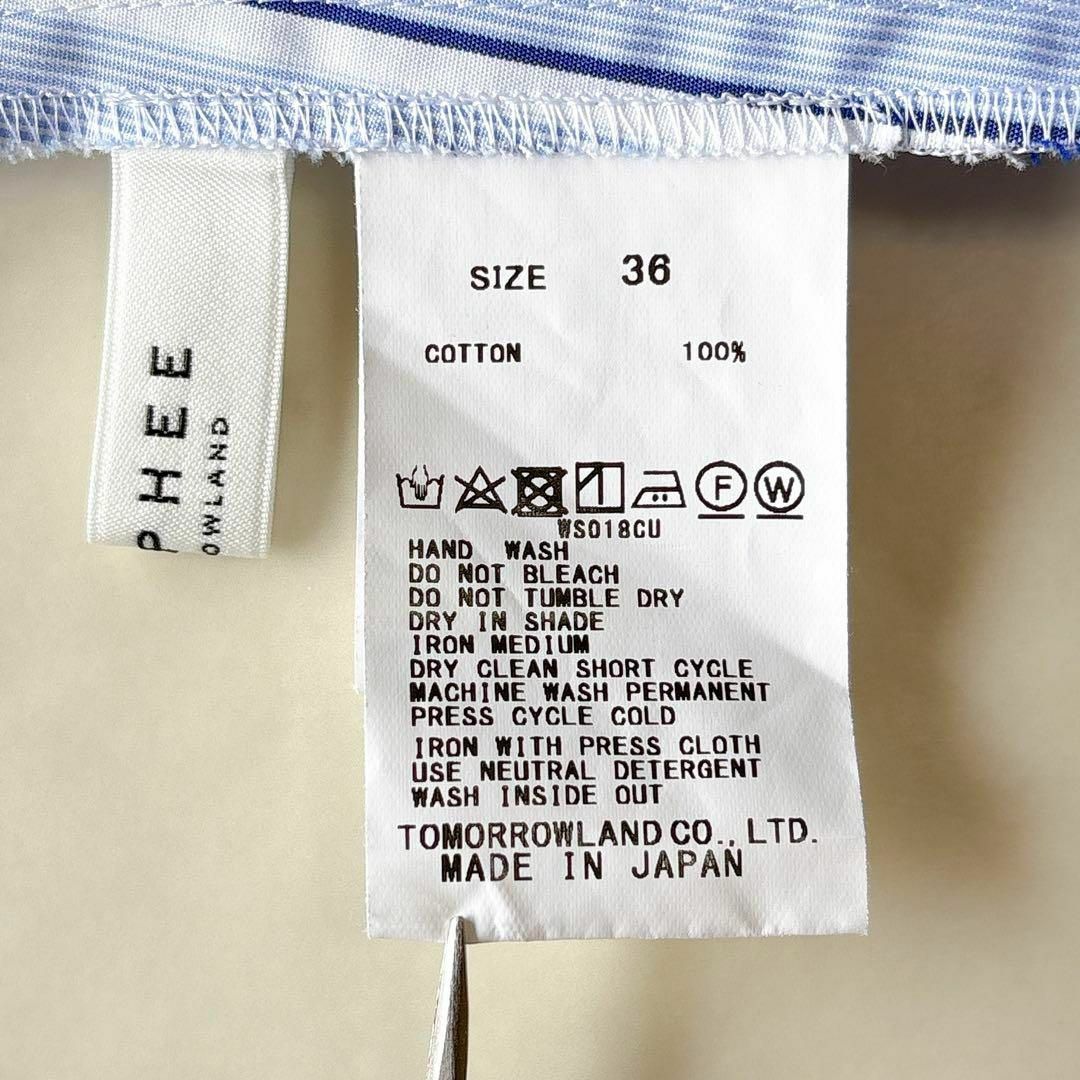 PHEE
OWLAND
SIZE 36
COTTON 100%
F W
WS018CU
HAND WASH
DO NOT BLEACH
DO NOT TUMBLE DRY
DRY IN SHADE
IRON MEDIUM
DRY CLEAN SHORT CYCLE
MACHINE WASH PERMANENT
PRESS CYCLE COLD
IRON WITH PRESS CLOTH
USE NEUTRAL DETERGENT
WASH INSIDE OUT
TOMORROWLAND CO., LTD.
MADE IN JAPAN